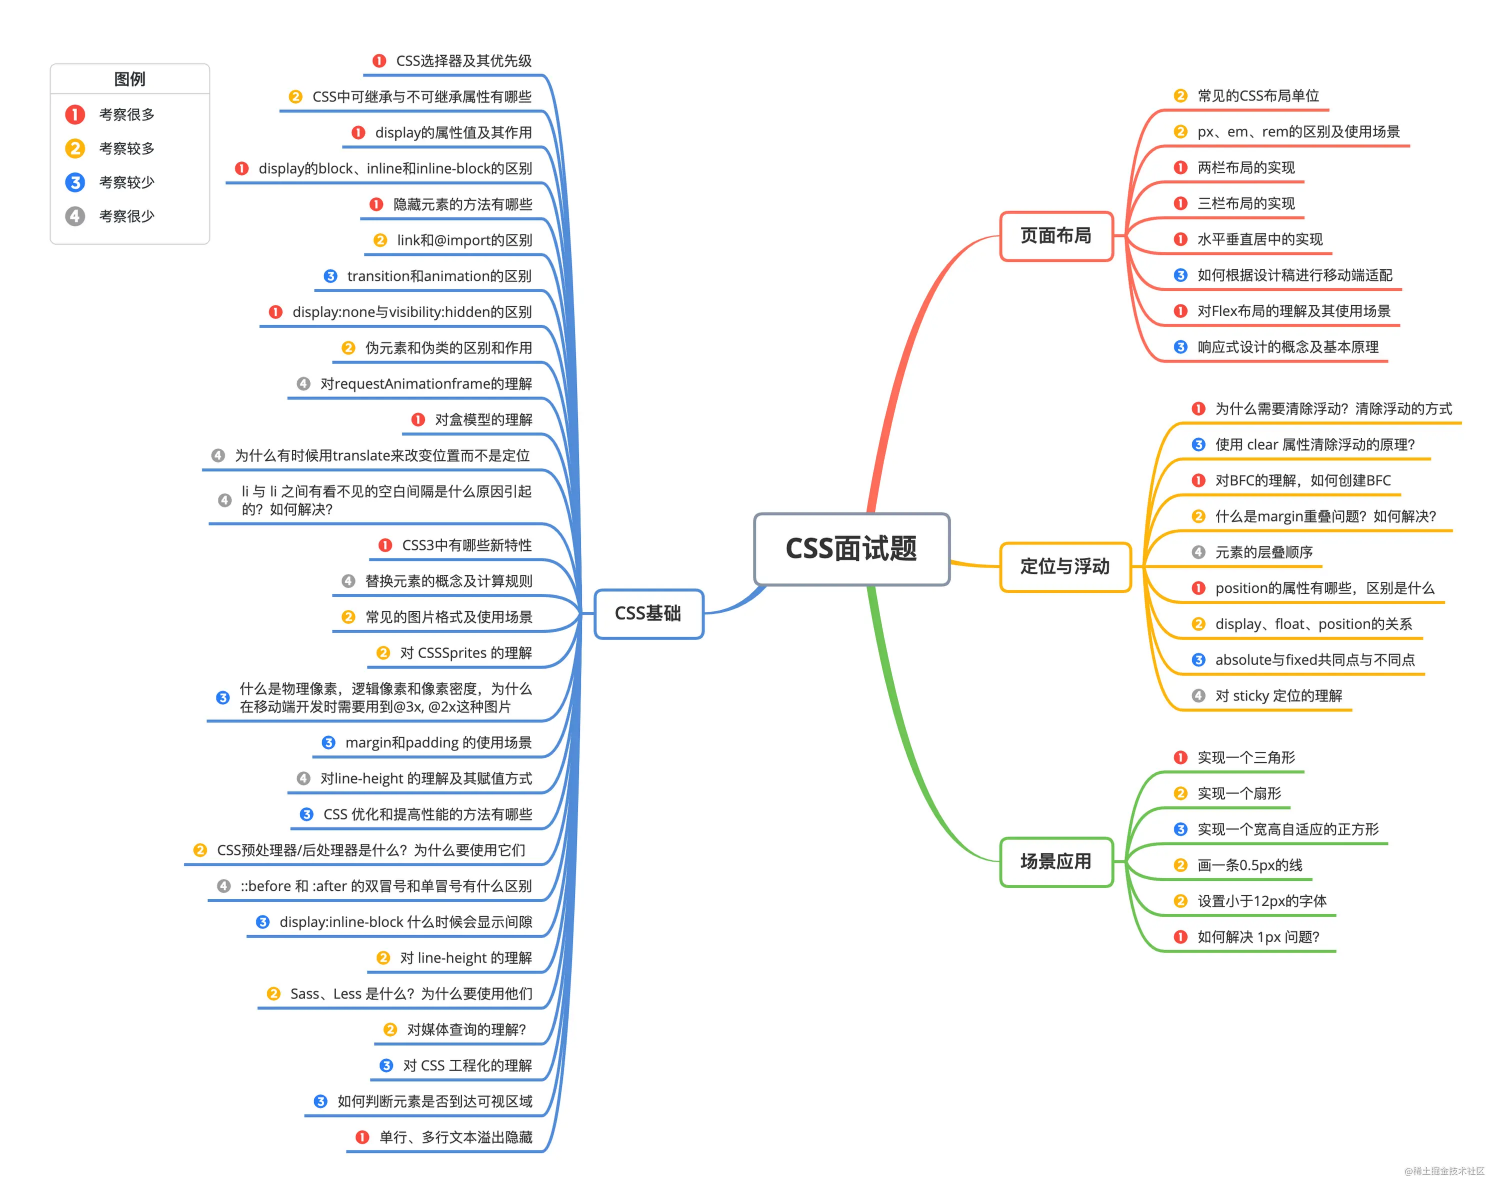 图例
1 考察很多
2 考察较多
3 考察较少
4 考察很少
CSS面试题
CSS基础
1 CSS选择器及其优先级
2 CSS中可继承与不可继承属性有哪些
1 display的属性值及其作用
1 display的block、inline和inline-block的区别
1 隐藏元素的方法有哪些
2 link和@import的区别
3 transition和animation的区别
1 display:none与visibility:hidden的区别
2 伪元素和伪类的区别和作用
4 对requestAnimationframe的理解
1 对盒模型的理解
4 为什么有时候用translate来改变位置而不是定位
4 li 与 li 之间有看不见的空白间隔是什么原因引起
的？如何解决？
1 CSS3中有哪些新特性
4 替换元素的概念及计算规则
2 常见的图片格式及使用场景
2 对 CSSSprites 的理解
3 什么是物理像素，逻辑像素和像素密度，为什么
在移动端开发时需要用到@3x, @2x这种图片
3 margin和padding 的使用场景
4 对line-height 的理解及其赋值方式
3 CSS 优化和提高性能的方法有哪些
2 CSS预处理器/后处理器是什么？为什么要使用它们
4 ::before 和 :after 的双冒号和单冒号有什么区别
3 display:inline-block 什么时候会显示间隙
2 对 line-height 的理解
2 Sass、Less 是什么？为什么要使用他们
2 对媒体查询的理解？
3 对 CSS 工程化的理解
3 如何判断元素是否到达可视区域
1 单行、多行文本溢出隐藏
页面布局
2 常见的CSS布局单位
2 px、em、rem的区别及使用场景
1 两栏布局的实现
1 三栏布局的实现
1 水平垂直居中的实现
3 如何根据设计稿进行移动端适配
1 对Flex布局的理解及其使用场景
3 响应式设计的概念及基本原理
定位与浮动
1 为什么需要清除浮动？清除浮动的方式
3 使用 clear 属性清除浮动的原理？
1 对BFC的理解，如何创建BFC
2 什么是margin重叠问题？如何解决？
4 元素的层叠顺序
1 position的属性有哪些，区别是什么
2 display、float、position的关系
3 absolute与fixed共同点与不同点
4 对 sticky 定位的理解
场景应用
1 实现一个三角形
2 实现一个扇形
3 实现一个宽高自适应的正方形
2 画一条0.5px的线
2 设置小于12px的字体
1 如何解决 1px 问题？
@稀土掘金技术社区